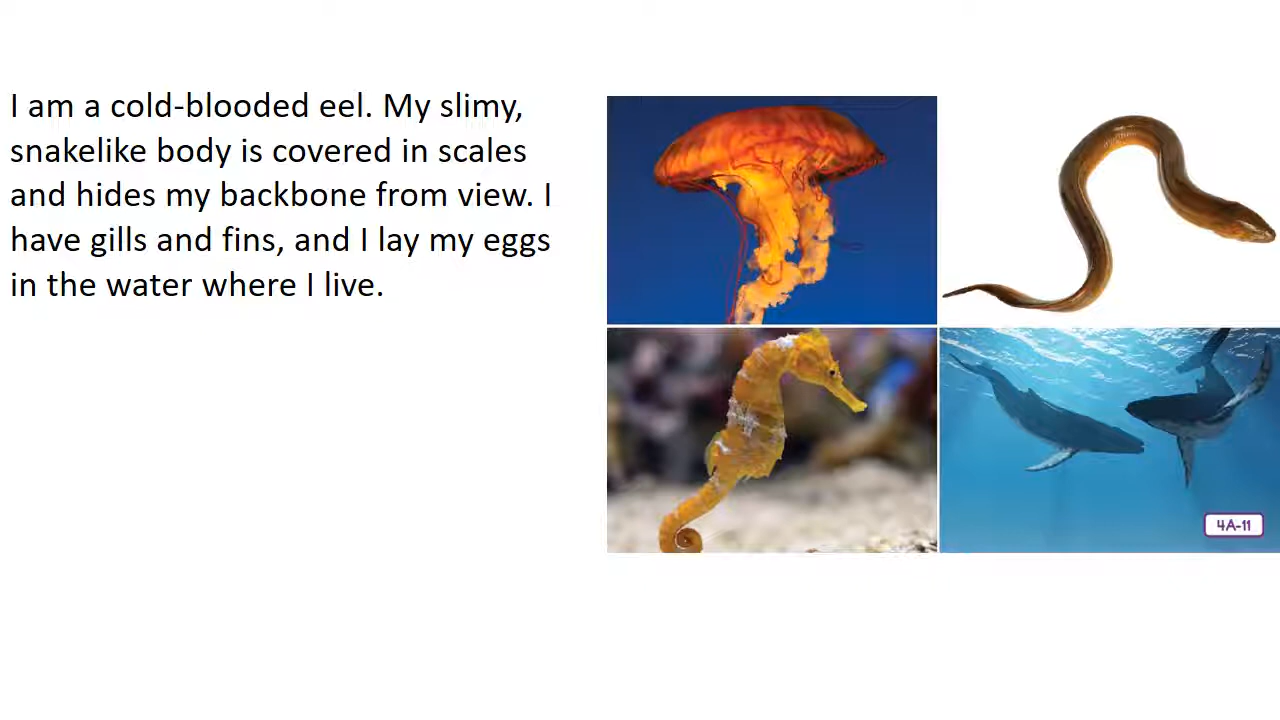 I am a cold-blooded eel. My slimy,
snakelike body is covered in scales
and hides my backbone from view. I
have gills and fins, and I lay my eggs
in the water where I live.
4A-11